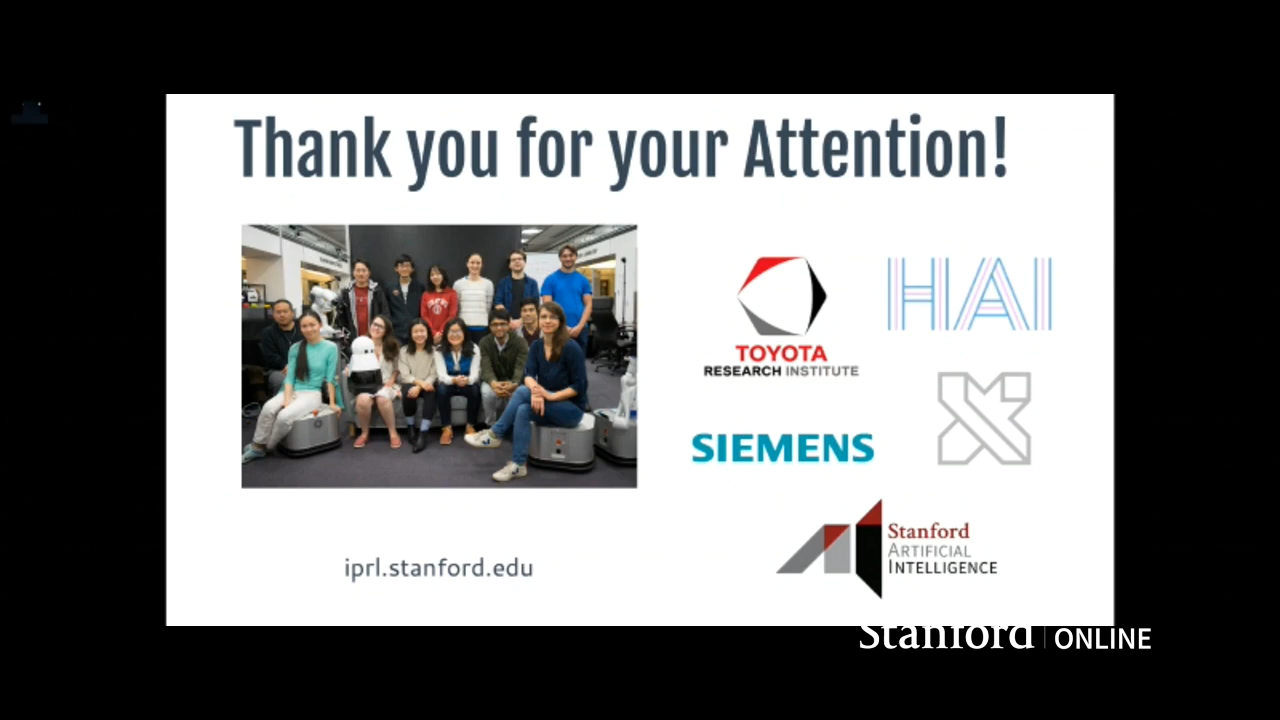 Thank you for your Attention!
TOYOTA
RESEARCH INSTITUTE
HAI
SIEMENS
Stanford
ARTIFICIAL
INTELLIGENCE
iprl.stanford.edu
Stanford | ONLINE